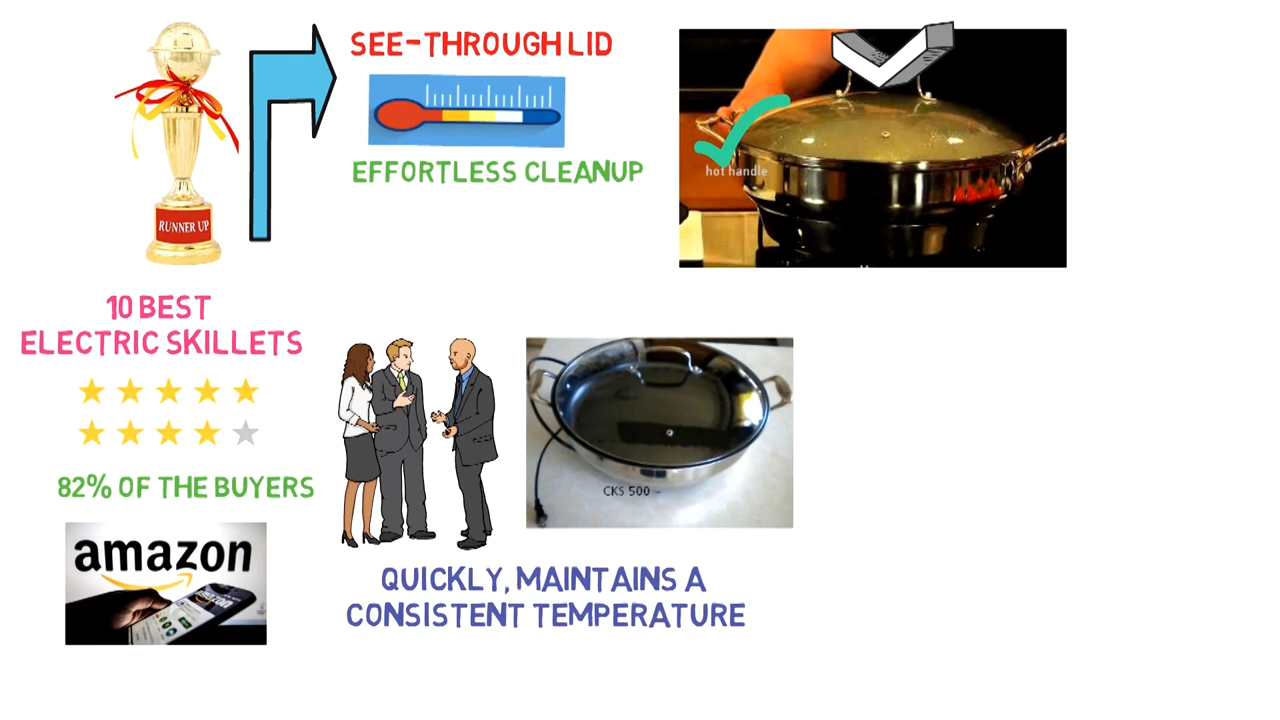 SEE-THROUGH LID
EFFORTLESS CLEANUP
hot handle
RUNNER UP
10 BEST
ELECTRIC SKILLETS
82% OF THE BUYERS
amazon
amazon
CKS 500
QUICKLY, MAINTAINS A
CONSISTENT TEMPERATURE